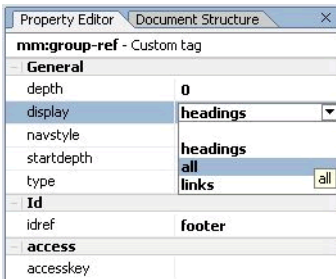 Property Editor Document Structure
mm:group-ref - Custom tag
General
depth 0
display headings
navstyle
headings
startdepth
all
type
links
all
Id
idref footer
access
accesskey